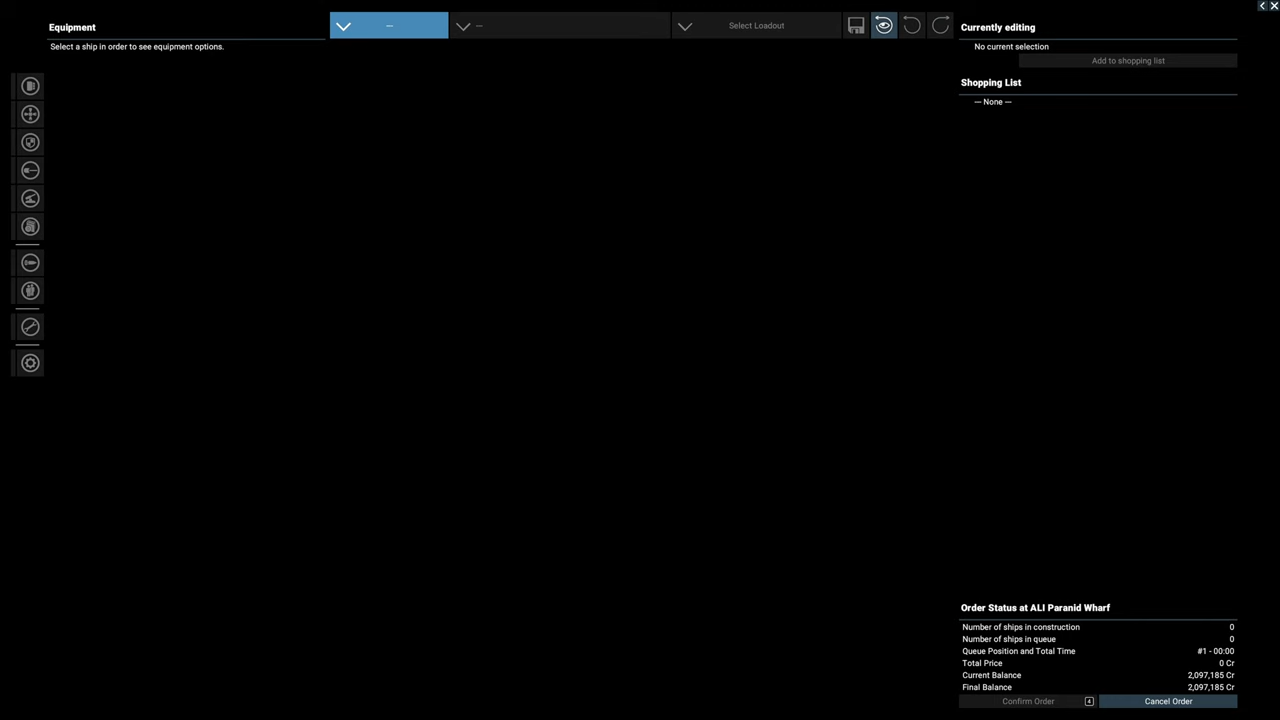 Equipment
Select a ship in order to see equipment options.
—
—
Select Loadout
Currently editing
No current selection
Add to shopping list
Shopping List
— None —
Order Status at ALI Paranid Wharf
Number of ships in construction 0
Number of ships in queue 0
Queue Position and Total Time #1 - 00:00
Total Price 0 Cr
Current Balance 2,097,185 Cr
Final Balance 2,097,185 Cr
Confirm Order 4 Cancel Order